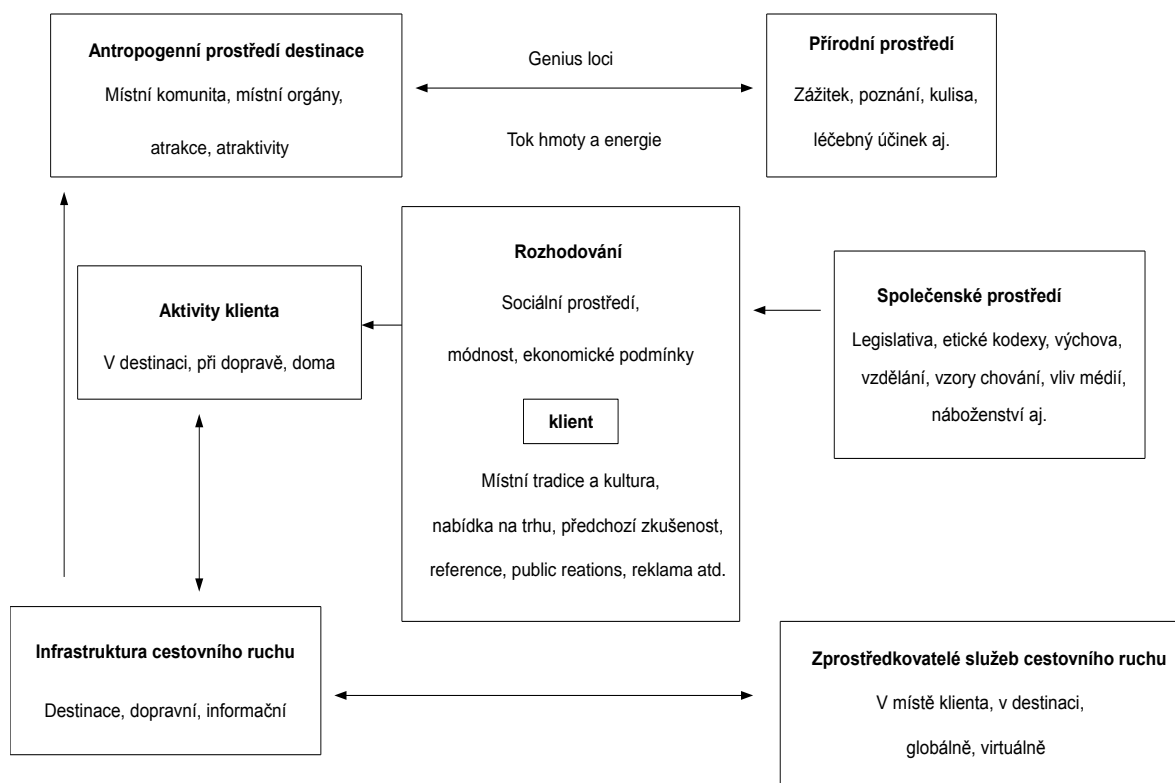 Antropogenní prostředí destinace
Místní komunita, místní orgány,
atrakce, atraktivity
Genius loci
Tok hmoty a energie
Přírodní prostředí
Zážitek, poznání, kulisa,
léčebný účinek aj.
Aktivity klienta
V destinaci, při dopravě, doma
Rozhodování
Sociální prostředí,
módnost, ekonomické podmínky
klient
Místní tradice a kultura,
nabídka na trhu, předchozí zkušenost,
reference, public reations, reklama atd.
Společenské prostředí
Legislativa, etické kodexy, výchova,
vzdělání, vzory chování, vliv médií,
náboženství aj.
Infrastruktura cestovního ruchu
Destinace, dopravní, informační
Zprostředkovatelé služeb cestovního ruchu
V místě klienta, v destinaci,
globálně, virtuálně